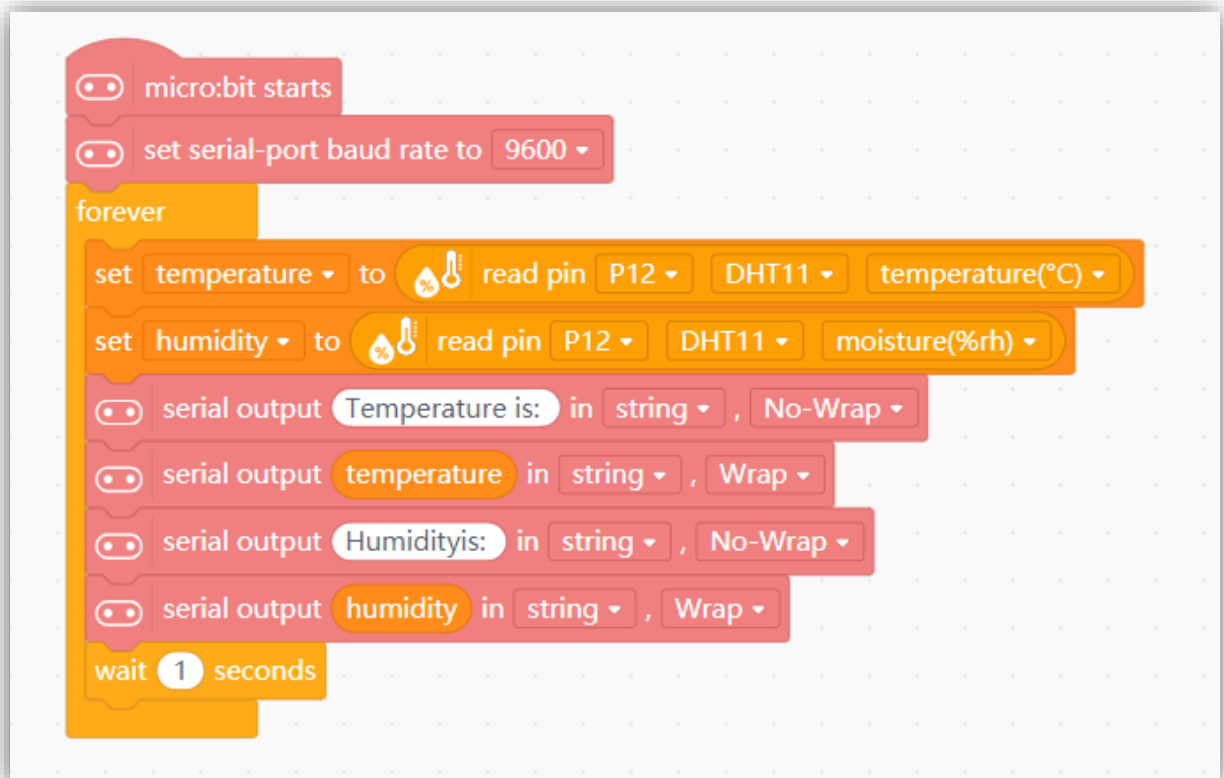 micro:bit starts
set serial-port baud rate to 9600
forever
set temperature to % read pin P12 DHT11 temperature(°C)
set humidity to % read pin P12 DHT11 moisture(%rh)
serial output Temperature is: in string , No-Wrap
serial output temperature in string , Wrap
serial output Humidityis: in string , No-Wrap
serial output humidity in string , Wrap
wait 1 seconds